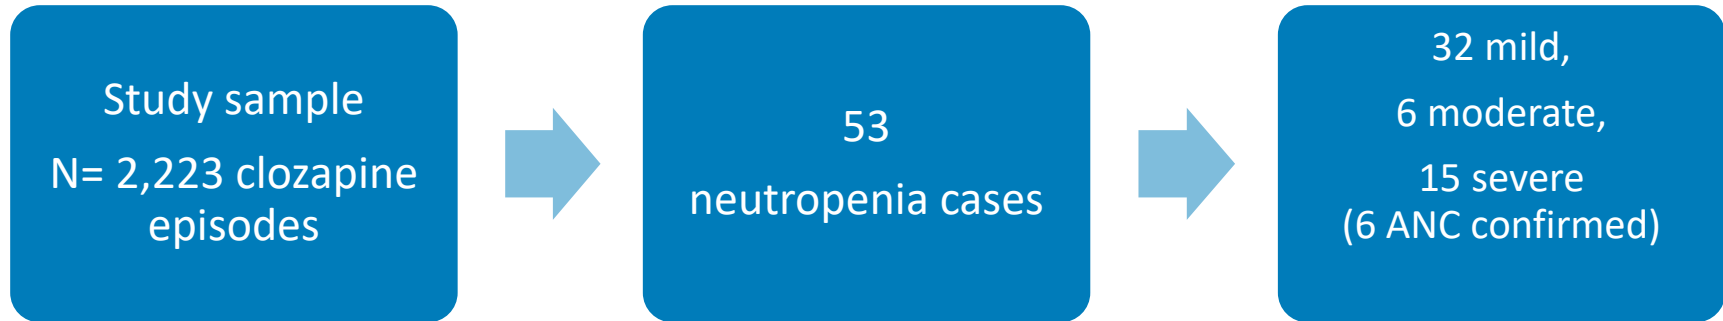 Study sample
N= 2,223 clozapine
episodes
53
neutropenia cases
32 mild,
6 moderate,
15 severe
(6 ANC confirmed)